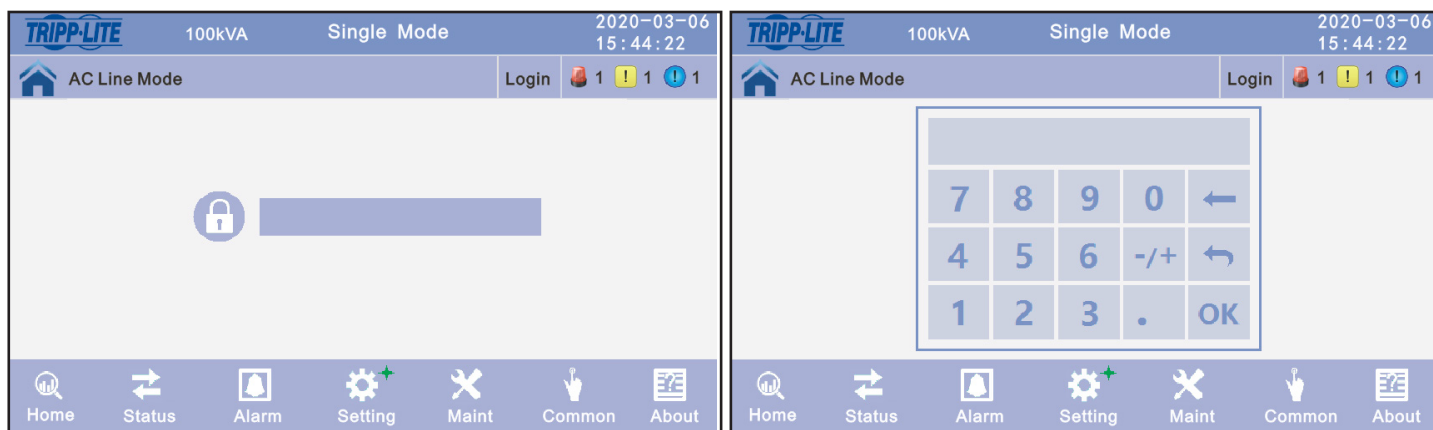 TRIPP·LITE 100kVA Single Mode 2020-03-06
15:44:22
AC Line Mode Login 1 ! 1 ! 1
Home Status Alarm Setting Maint Common About
TRIPP·LITE 100kVA Single Mode 2020-03-06
15:44:22
AC Line Mode Login 1 ! 1 ! 1
7 8 9 0 ←
4 5 6 -/+ ↩
1 2 3 . OK
Home Status Alarm Setting Maint Common About